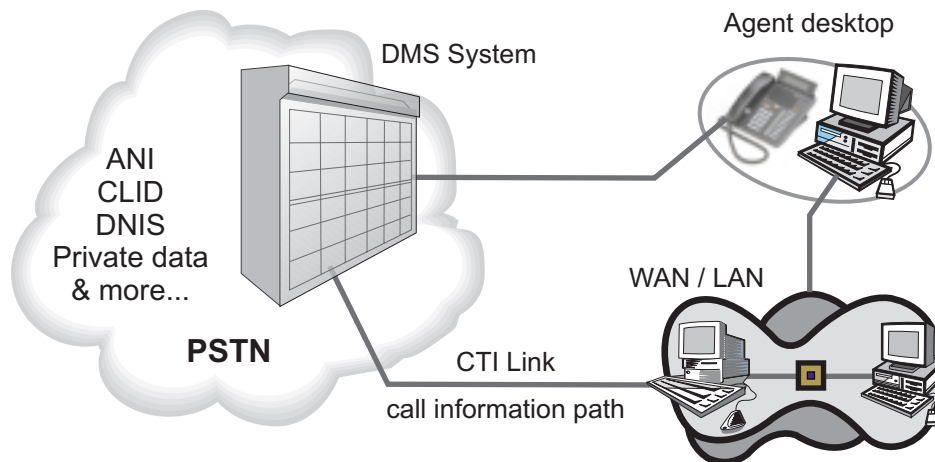 Agent desktop
DMS System
ANI
CLID
DNIS
Private data
& more...
PSTN
WAN / LAN
CTI Link
call information path